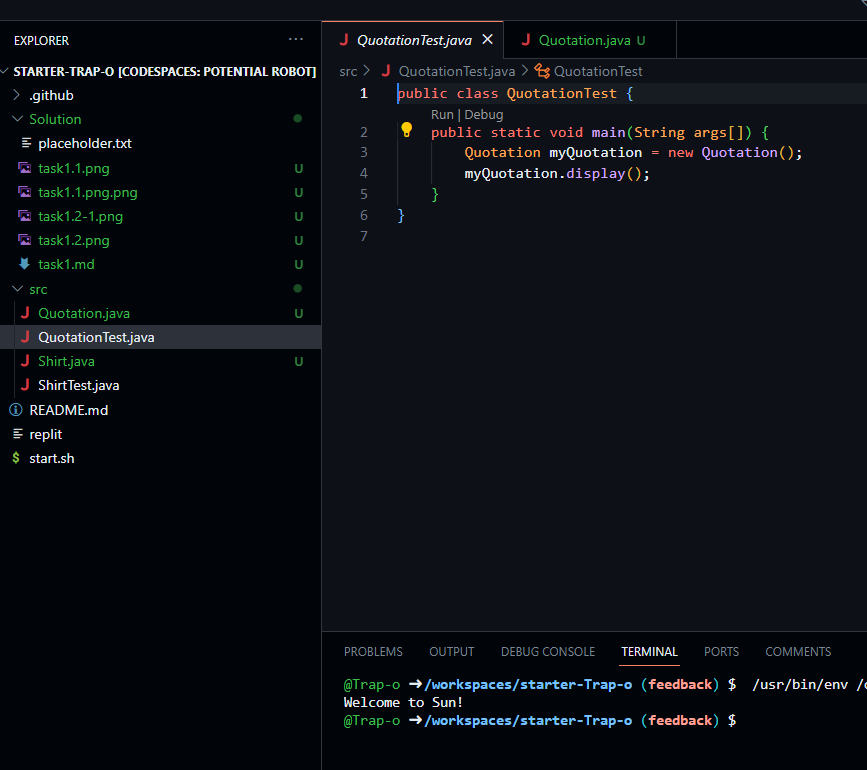 EXPLORER
STARTER-TRAP-O [CODESPACES: POTENTIAL ROBOT]
.github
Solution
placeholder.txt
task1.1.png U
task1.1.png.png U
task1.2-1.png U
task1.2.png U
task1.md U
src
Quotation.java U
QuotationTest.java
Shirt.java U
ShirtTest.java
README.md
replit
$ start.sh
QuotationTest.java
Quotation.java U
src > QuotationTest.java > QuotationTest
1 public class QuotationTest {
Run | Debug
2 public static void main(String args[]) {
3 Quotation myQuotation = new Quotation();
4 myQuotation.display();
5 }
6 }
7
PROBLEMS OUTPUT DEBUG CONSOLE TERMINAL PORTS COMMENTS
@Trap-o ➜/workspaces/starter-Trap-o (feedback) $ /usr/bin/env
Welcome to Sun!
@Trap-o ➜/workspaces/starter-Trap-o (feedback) $